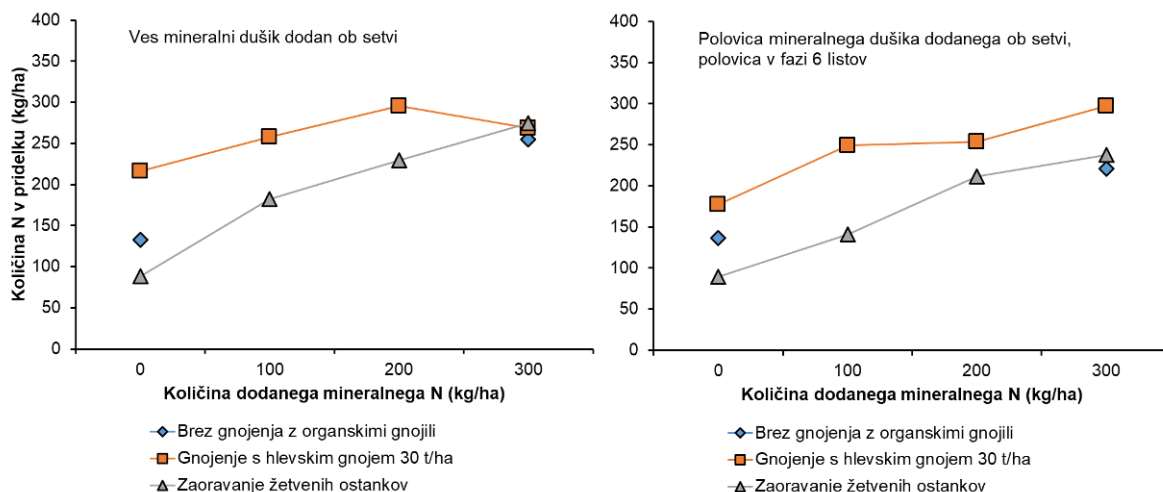 Ves mineralni dušik dodan ob setvi
Količina N v pridelku (kg/ha)
400
350
300
250
200
150
100
50
0
0 100 200 300
Količina dodanega mineralnega N (kg/ha)
Brez gnojenja z organskimi gnojili
Gnojenje s hlevskim gnojem 30 t/ha
Zaoravanje žetvenih ostankov
Polovica mineralnega dušika dodanega ob setvi,
polovica v fazi 6 listov
400
350
300
250
200
150
100
50
0
0 100 200 300
Količina dodanega mineralnega N (kg/ha)
Brez gnojenja z organskimi gnojili
Gnojenje s hlevskim gnojem 30 t/ha
Zaoravanje žetvenih ostankov